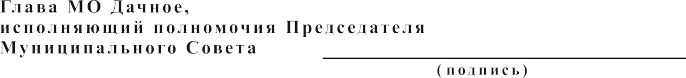 Глава МО Дачное,
исполняющий полномочия Председателя
Муниципального Совета
(подпись)